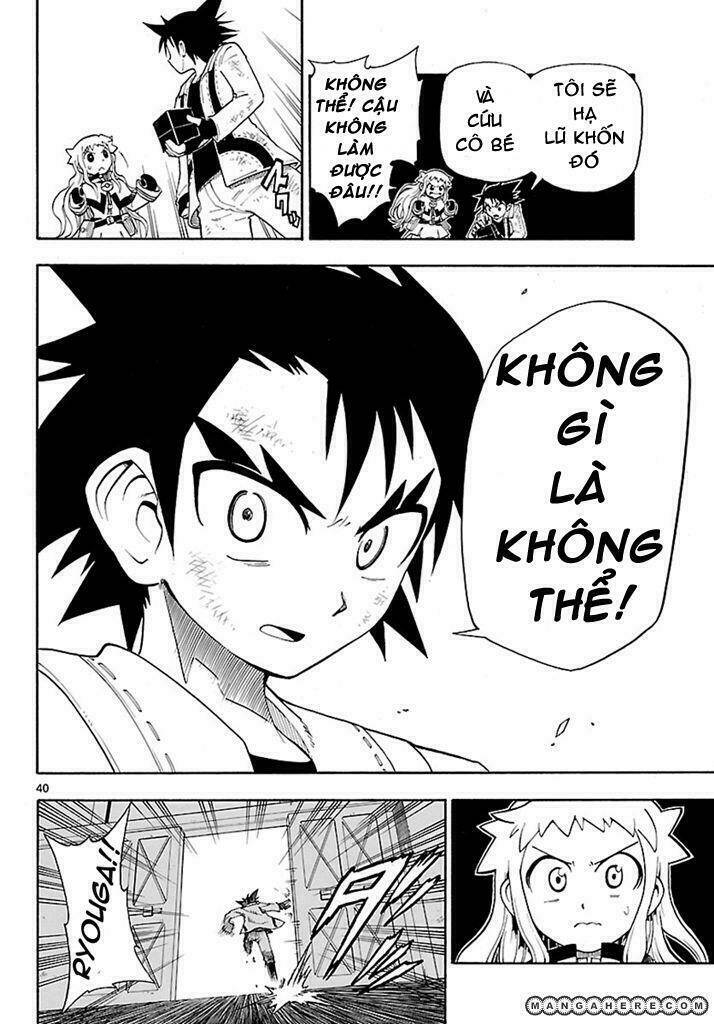 TÔI SẼ
HẠ
LŨ KHỐN
ĐÓ
VÀ
CỨU
CÔ BÉ
KHÔNG
THỂ! CẬU
KHÔNG
LÀM
ĐƯỢC
ĐÂU!!
KHÔNG
GÌ
LÀ
KHÔNG
THỂ!
40
RYOUGA!!
MANGAHERE.COM